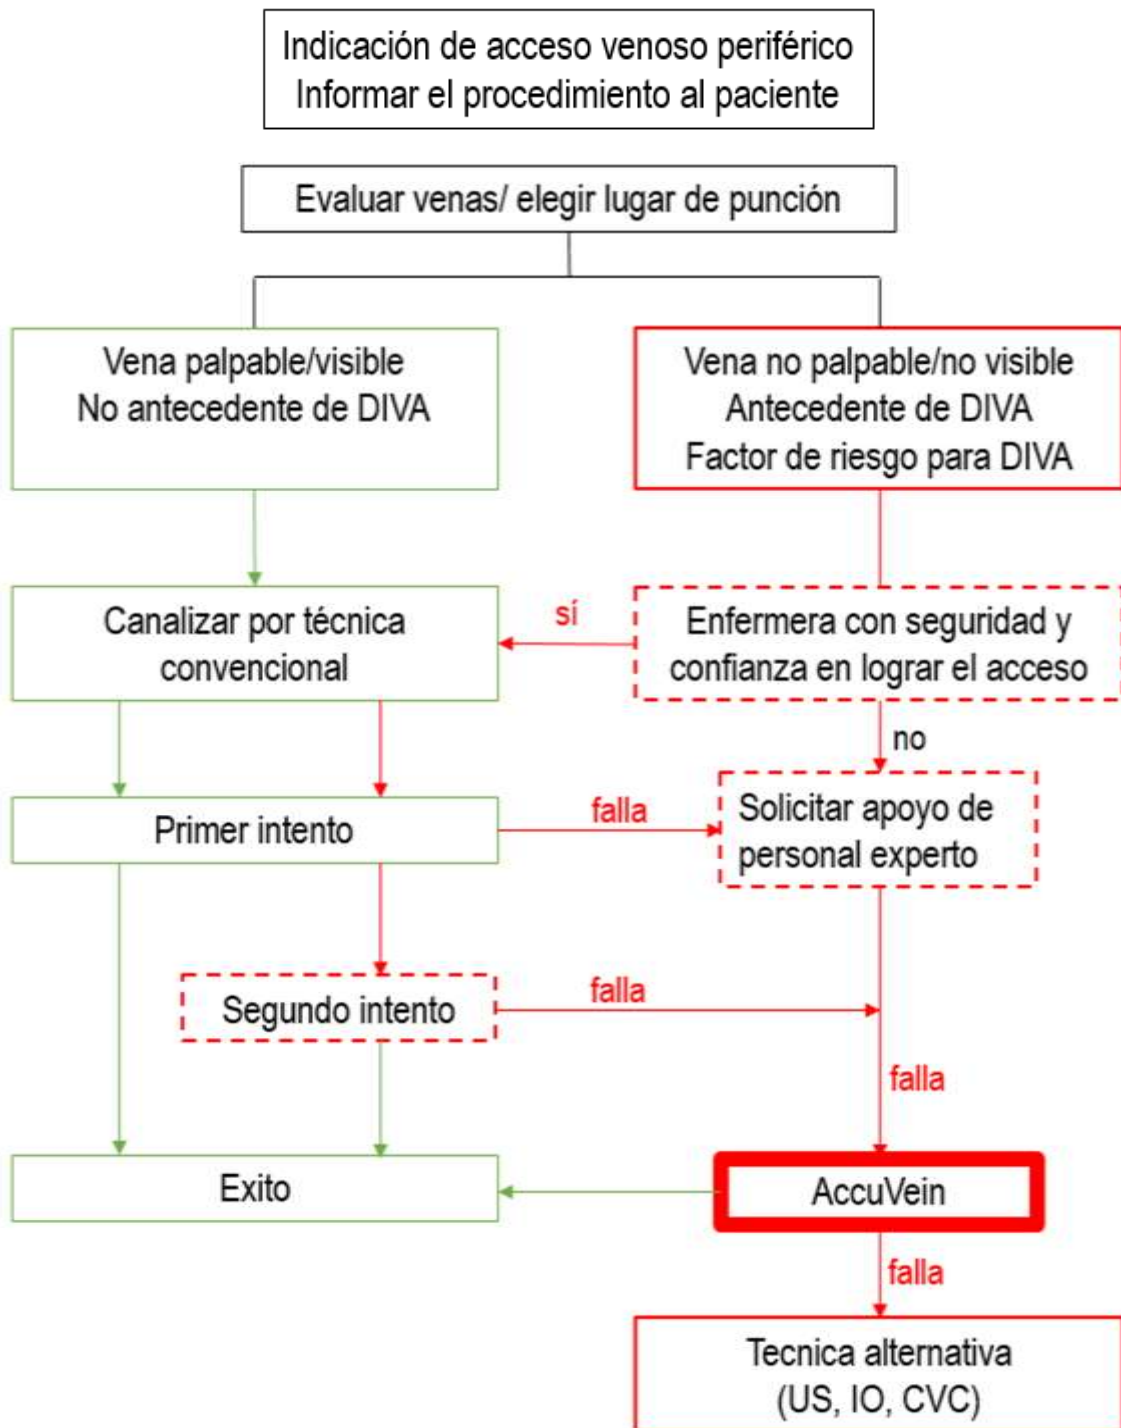 Indicación de acceso venoso periférico
Informar el procedimiento al paciente
Evaluar venas/ elegir lugar de punción
Vena palpable/visible
No antecedente de DIVA
Vena no palpable/no visible
Antecedente de DIVA
Factor de riesgo para DIVA
Canalizar por técnica
convencional
sí
Enfermera con seguridad y
confianza en lograr el acceso
no
Primer intento
falla
Solicitar apoyo de
personal experto
Segundo intento
falla
falla
Exito
AccuVein
falla
Tecnica alternativa
(US, IO, CVC)